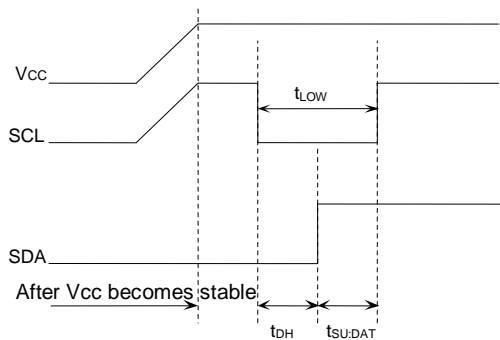 VCC
tLOW
SCL
SDA
After Vcc becomes stable
tDH
tSU:DAT